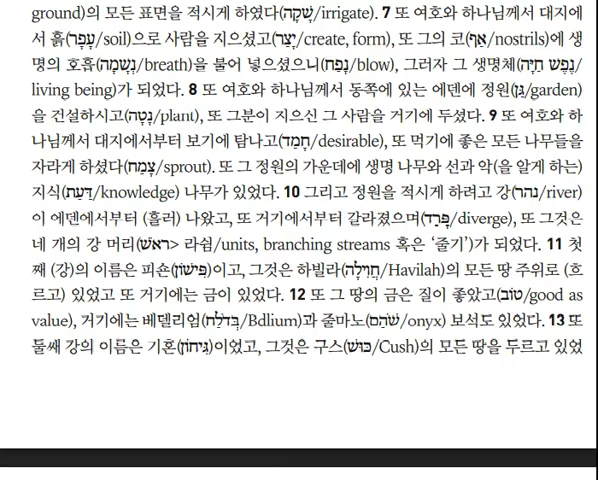 ground)의 모든 표면을 적시게 하였다(שָׁקָה/irrigate). 7 또 여호와 하나님께서 대지에
서 흙(עָפָר/soil)으로 사람을 지으셨고(יָצַר/create, form), 또 그의 코(אַף/nostrils)에 생
명의 호흡(נְשָׁמָה/breath)을 불어 넣으셨으니(נָפַח/blow), 그러자 그 생명체(נֶפֶשׁ חַיָּה/
living being)가 되었다. 8 또 여호와 하나님께서 동쪽에 있는 에덴에 정원(גַּן/garden)
을 건설하시고(נָטָה/plant), 또 그분이 지으신 그 사람을 거기에 두셨다. 9 또 여호와 하
나님께서 대지에서부터 보기에 탐나고(חָמַד/desirable), 또 먹기에 좋은 모든 나무들을
자라게 하셨다(צָמַח/sprout). 또 그 정원의 가운데에 생명 나무와 선과 악(을 알게 하는)
지식(דַּעַת/knowledge) 나무가 있었다. 10 그리고 정원을 적시게 하려고 강(נהר/river)
이 에덴에서부터 (흘러) 나왔고, 또 거기에서부터 갈라졌으며(פָּרַד/diverge), 또 그것은
네 개의 강 머리(ראשׁ> 라쉼/units, branching streams 혹은 ‘줄기’)가 되었다. 11 첫
째 (강)의 이름은 피숀(פִּישׁוֹן)이고, 그것은 하빌라(חֲוִילָה/Havilah)의 모든 땅 주위로 (흐
르고) 있었고 또 거기에는 금이 있었다. 12 또 그 땅의 금은 질이 좋았고(טוֹב/good as
value), 거기에는 베델리엄(בְּדֹלַח/Bdlium)과 줄마노(שֹׁהַם/onyx) 보석도 있었다. 13 또
둘째 강의 이름은 기혼(גִּיחוֹן)이었고, 그것은 구스(כּוּשׁ/Cush)의 모든 땅을 두르고 있었